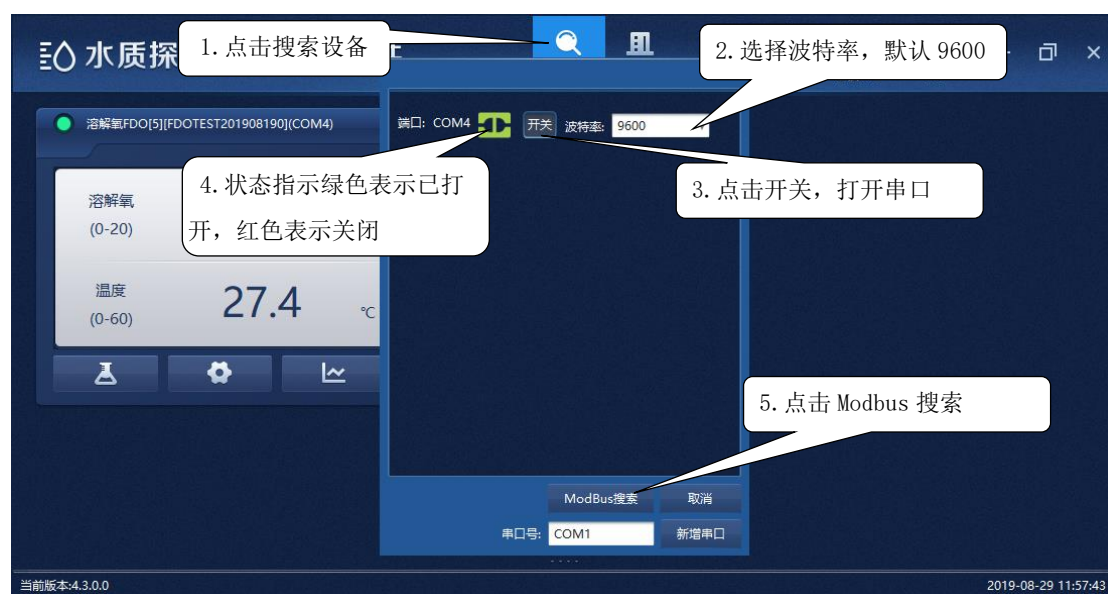 水质探
1. 点击搜索设备
2. 选择波特率，默认 9600
溶解氧FDO[5][FDOTEST201908190](COM4)
端口: COM4
开关
波特率:
9600
4. 状态指示绿色表示已打
开，红色表示关闭
3. 点击开关，打开串口
溶解氧
(0-20)
温度
(0-60)
27.4
℃
5. 点击 Modbus 搜索
ModBus搜索
取消
串口号:
COM1
新增串口
当前版本:4.3.0.0
2019-08-29 11:57:43